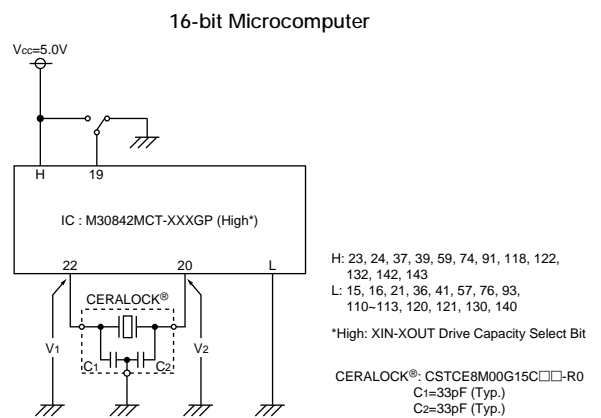 16-bit Microcomputer
Vcc=5.0V
H
19
IC : M30842MCT-XXXGP (High*)
22
20
L
CERALOCK®
V1
C1
C2
V2
H: 23, 24, 37, 39, 59, 74, 91, 118, 122,
132, 142, 143
L: 15, 16, 21, 36, 41, 57, 76, 93,
110~113, 120, 121, 130, 140
*High: XIN-XOUT Drive Capacity Select Bit
CERALOCK®: CSTCE8M00G15C□□-R0
C1=33pF (Typ.)
C2=33pF (Typ.)